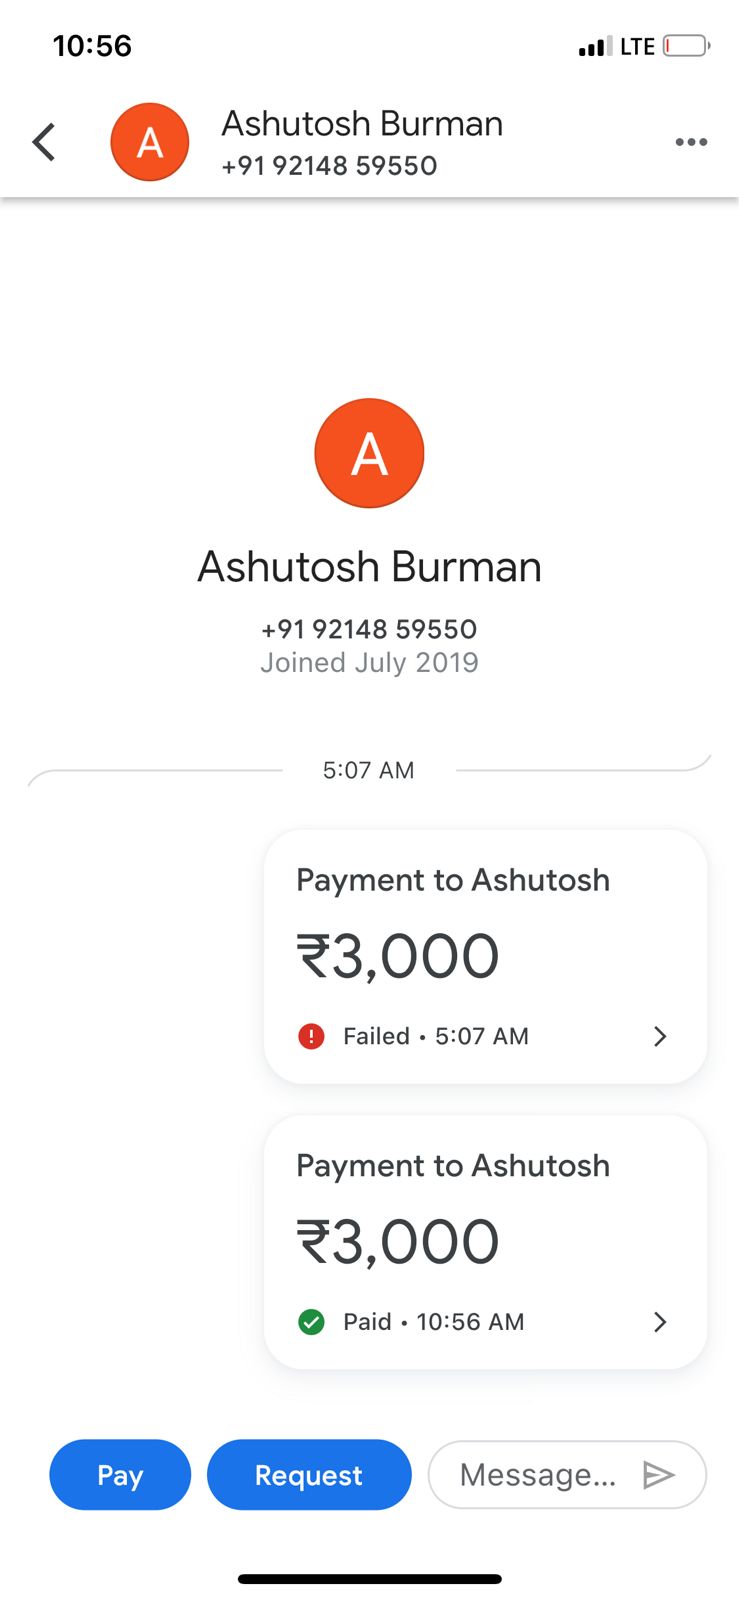 10:56
LTE
A
Ashutosh Burman
+91 92148 59550
A
Ashutosh Burman
+91 92148 59550
Joined July 2019
5:07 AM
Payment to Ashutosh
₹3,000
Failed • 5:07 AM
Payment to Ashutosh
₹3,000
Paid • 10:56 AM
Pay
Request
Message...